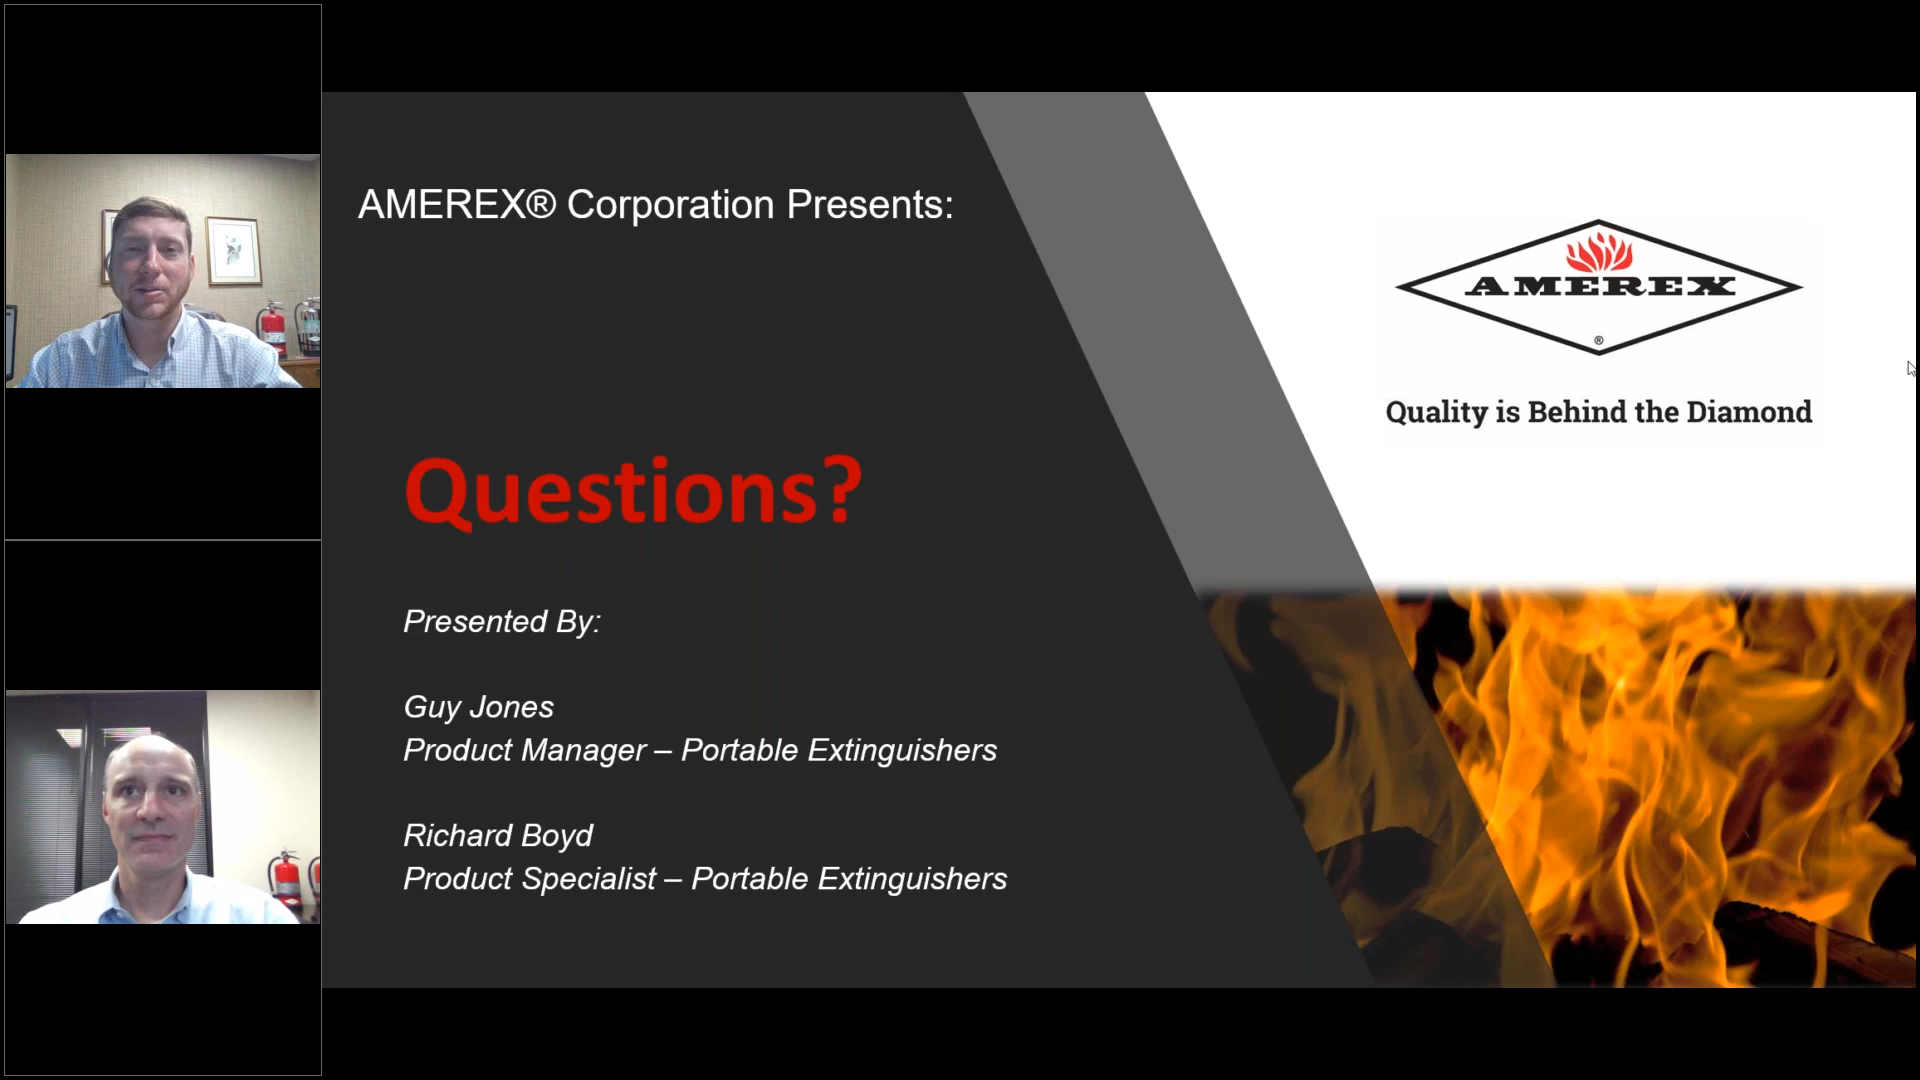 AMEREX® Corporation Presents:
AMEREX
®
Quality is Behind the Diamond
Questions?
Presented By:
Guy Jones
Product Manager – Portable Extinguishers
Richard Boyd
Product Specialist – Portable Extinguishers